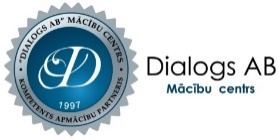 "DIALOGS AB" MĀCĪBU CENTRS
D
1997
KOMPETENTS APMĀCĪBU PARTNERIS
Dialogs AB
Mācību centrs